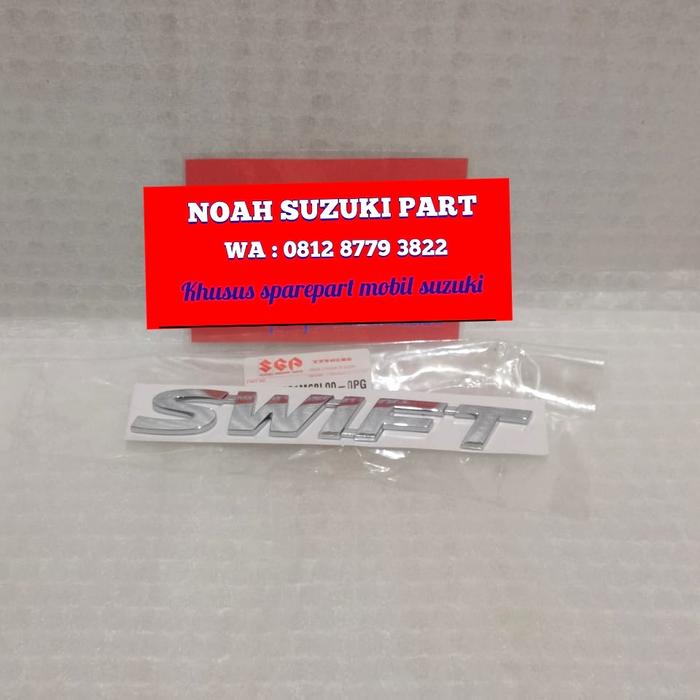 NOAH SUZUKI PART
WA : 0812 8779 3822
Khusus sparepart mobil suzuki
SGP
SWIFT